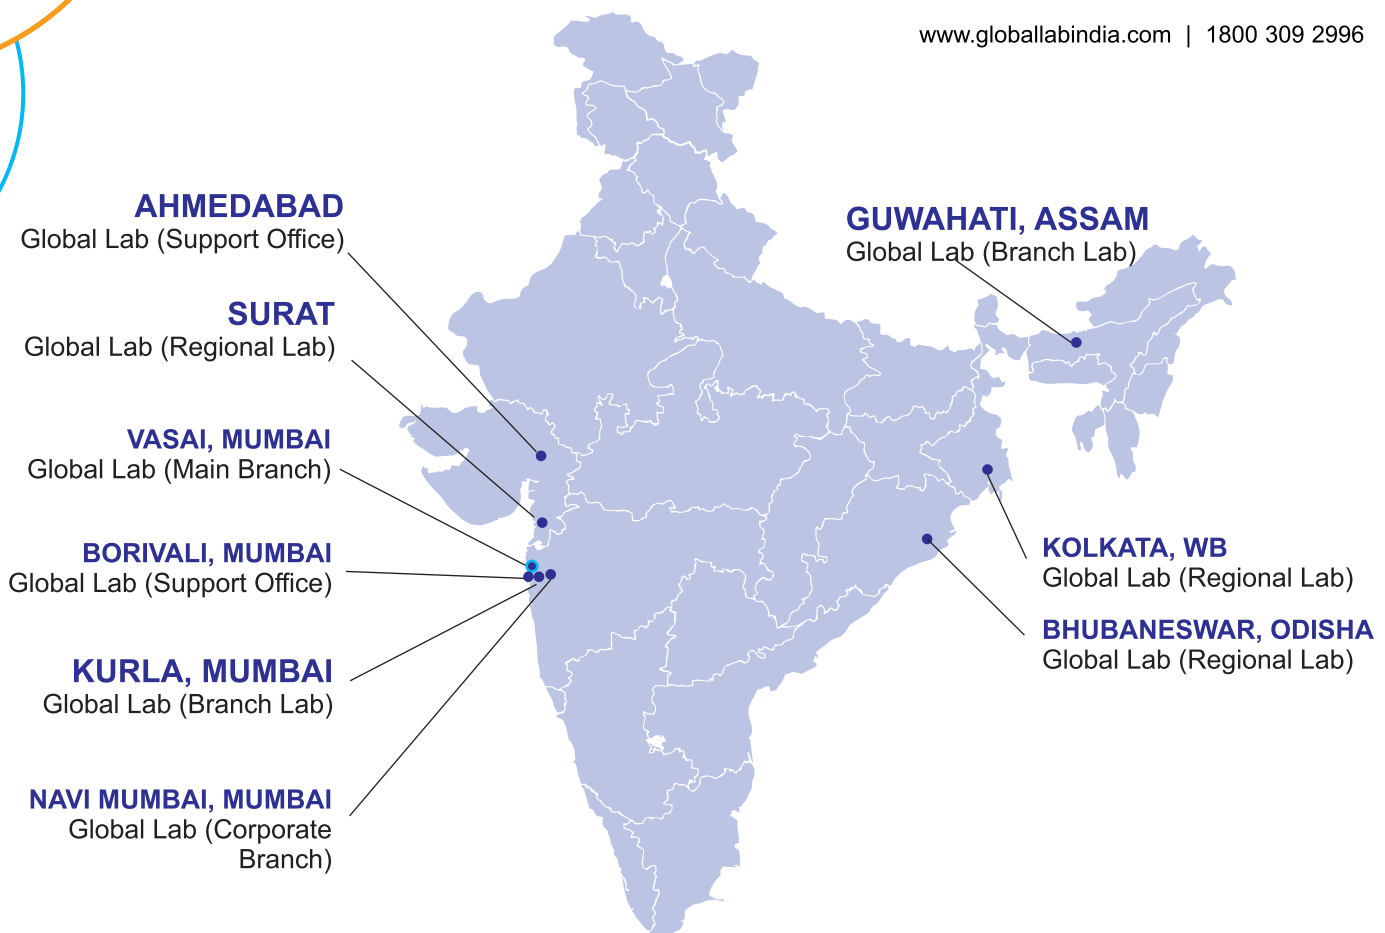 www.globallabindia.com | 1800 309 2996
AHMEDABAD
Global Lab (Support Office)
SURAT
Global Lab (Regional Lab)
VASAI, MUMBAI
Global Lab (Main Branch)
BORIVALI, MUMBAI
Global Lab (Support Office)
KURLA, MUMBAI
Global Lab (Branch Lab)
NAVI MUMBAI, MUMBAI
Global Lab (Corporate
Branch)
GUWAHATI, ASSAM
Global Lab (Branch Lab)
KOLKATA, WB
Global Lab (Regional Lab)
BHUBANESWAR, ODISHA
Global Lab (Regional Lab)